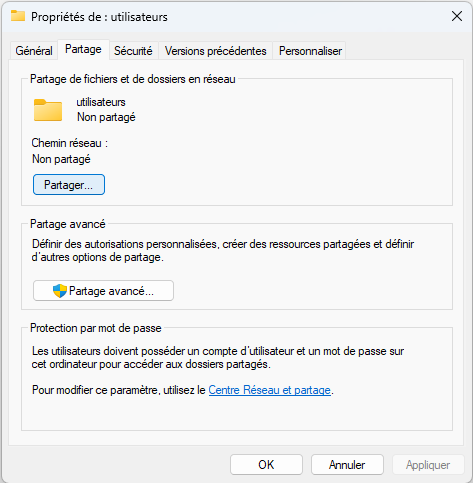 Propriétés de : utilisateurs
Général Partage Sécurité Versions précédentes Personnaliser
Partage de fichiers et de dossiers en réseau
utilisateurs
Non partagé
Chemin réseau :
Non partagé
Partager...
Partage avancé
Définir des autorisations personnalisées, créer des ressources partagées et définir
d'autres options de partage.
Partage avancé...
Protection par mot de passe
Les utilisateurs doivent posséder un compte d'utilisateur et un mot de passe sur
cet ordinateur pour accéder aux dossiers partagés.
Pour modifier ce paramètre, utilisez le Centre Réseau et partage.
OK Annuler Appliquer